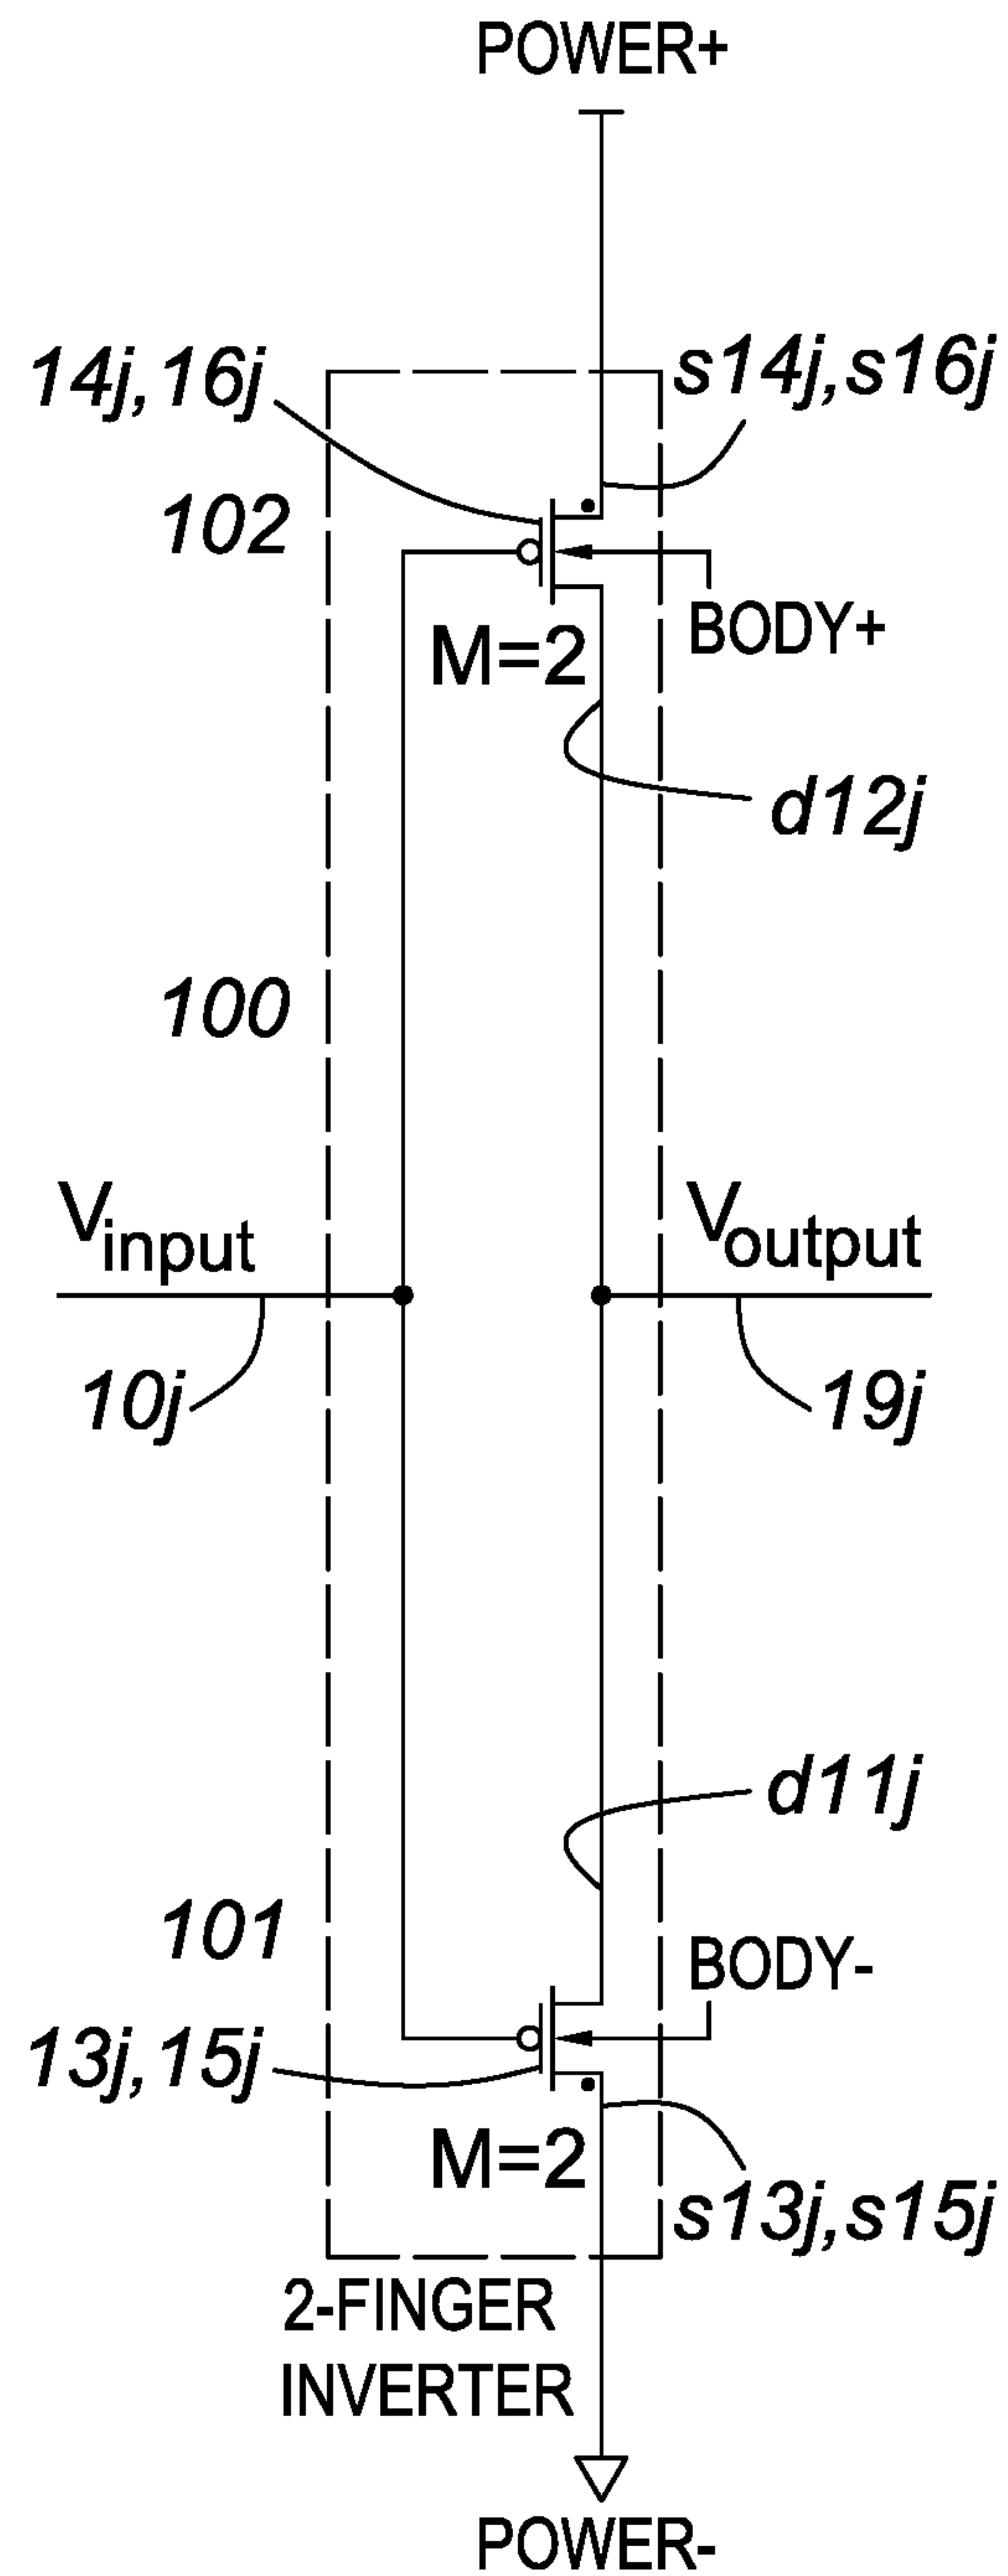 POWER+
14j,16j
s14j,s16j
102
BODY+
M=2
d12j
100
Vinput
Voutput
10j
19j
d11j
101
BODY-
13j,15j
M=2
s13j,s15j
2-FINGER
INVERTER
POWER-